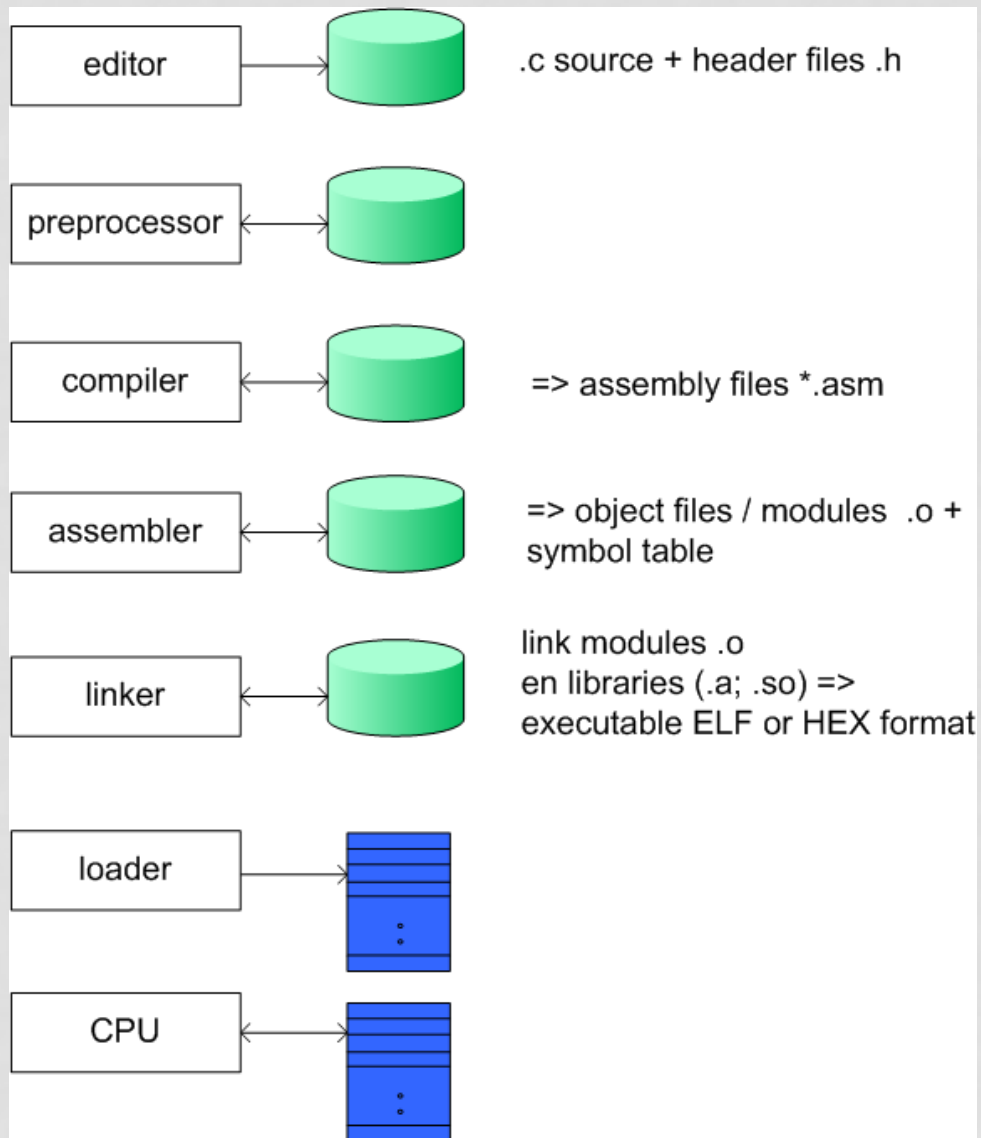 editor
.c source + header files .h
preprocessor
compiler
=> assembly files *.asm
assembler
=> object files / modules .o +
symbol table
linker
link modules .o
en libraries (.a; .so) =>
executable ELF or HEX format
loader
CPU